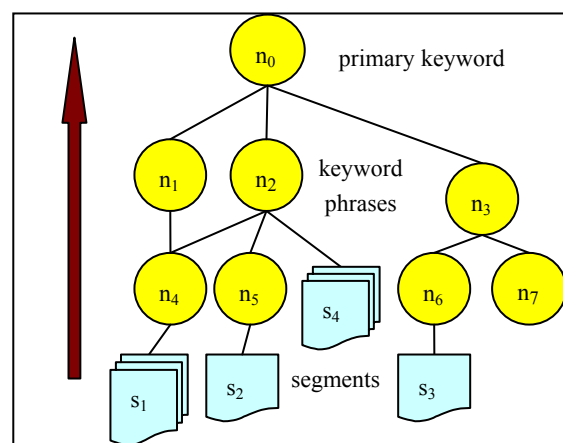 n0
primary keyword
n1
n2
keyword
phrases
n3
n4
n5
s4
n6
n7
s1
s2
segments
s3